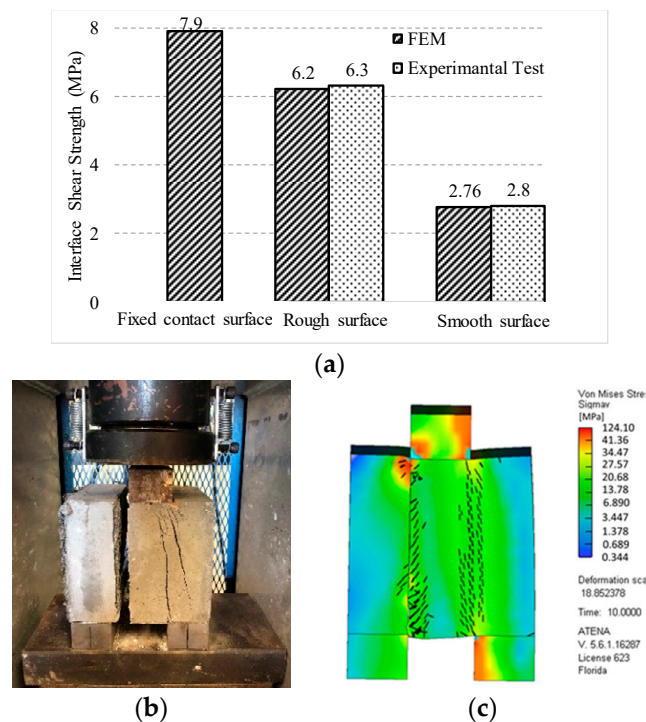 8
7.9
FEM
Experimantal Test
6.2
6.3
6
4
2.76
2.8
2
0
Interface Shear Strength (MPa)
Fixed contact surface
Rough surface
Smooth surface
(a)
Von Mises Stre
Sigmav
[MPa]
124.10
41.36
34.47
27.57
20.68
13.78
6.890
3.447
1.378
0.689
0.344
Deformation sca
18.852378
Time: 10.0000
ATENA
V. 5.6.1.16287
License 623
Florida
(b)
(c)